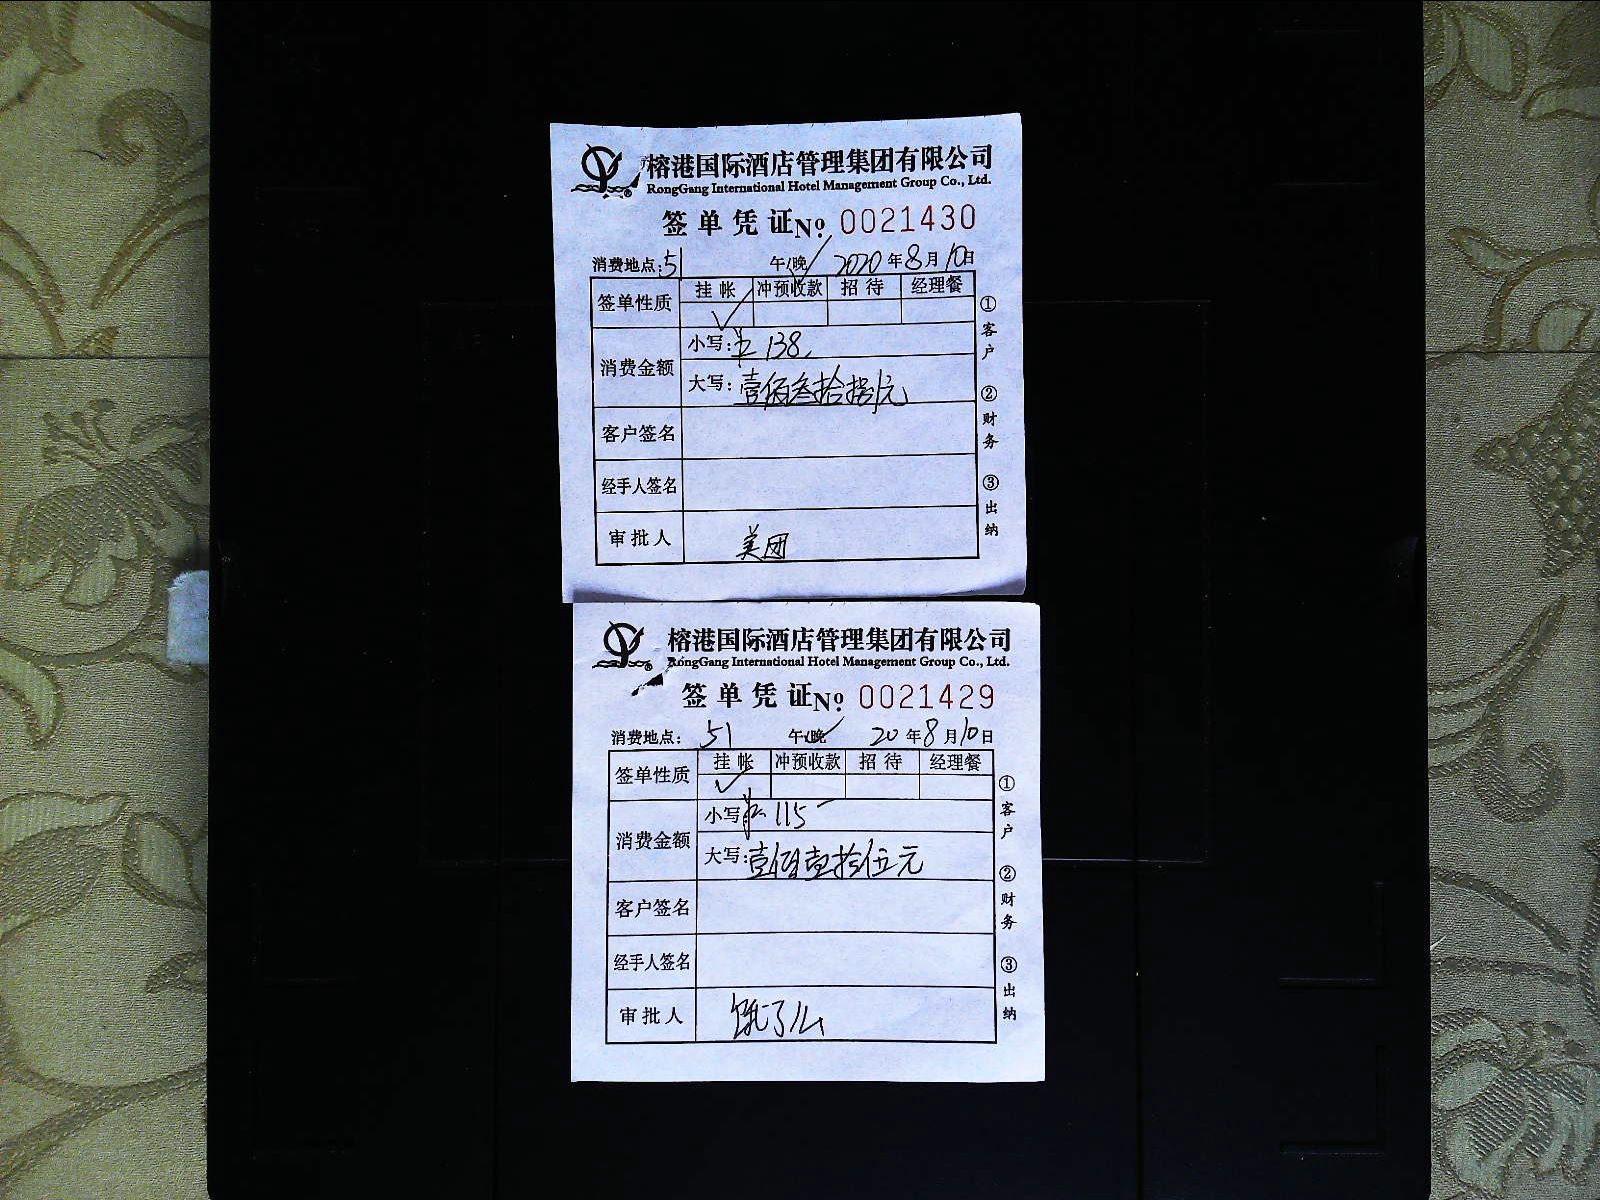 榕港国际酒店管理集团有限公司
RongGang International Hotel Management Group Co., Ltd.
签单凭证 No 0021430
消费地点: 51 午/晚 2020年8月10日
签单性质 挂帐 冲预收款 招待 经理餐
消费金额 小写: 138
大写: 壹佰叁拾捌元
客户签名
经手人签名
审批人 美团
①客户 ②财务 ③出纳
榕港国际酒店管理集团有限公司
RongGang International Hotel Management Group Co., Ltd.
签单凭证 No 0021429
消费地点: 51 午/晚 20年8月10日
签单性质 挂帐 冲预收款 招待 经理餐
消费金额 小写: 115
大写: 壹佰壹拾伍元
客户签名
经手人签名
审批人 饿了么
①客户 ②财务 ③出纳